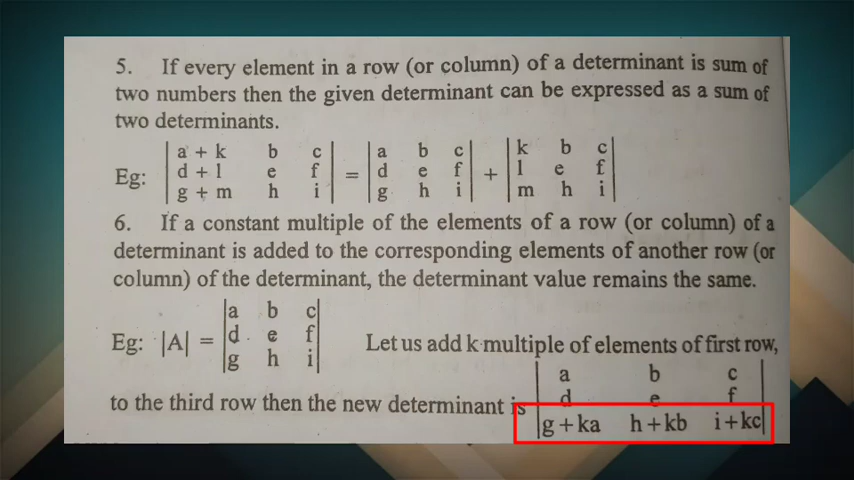 5. If every element in a row (or column) of a determinant is sum of
two numbers then the given determinant can be expressed as a sum of
two determinants.
Eg: | a + k b c | = | a b c | + | k b c |
| d + l e f | | d e f | | l e f |
| g + m h i | | g h i | | m h i |
6. If a constant multiple of the elements of a row (or column) of a
determinant is added to the corresponding elements of another row (or
column) of the determinant, the determinant value remains the same.
Eg: |A| = | a b c | Let us add k multiple of elements of first row,
| d e f |
| g h i |
to the third row then the new determinant is | a b c |
| d e f |
| g + ka h + kb i + kc |